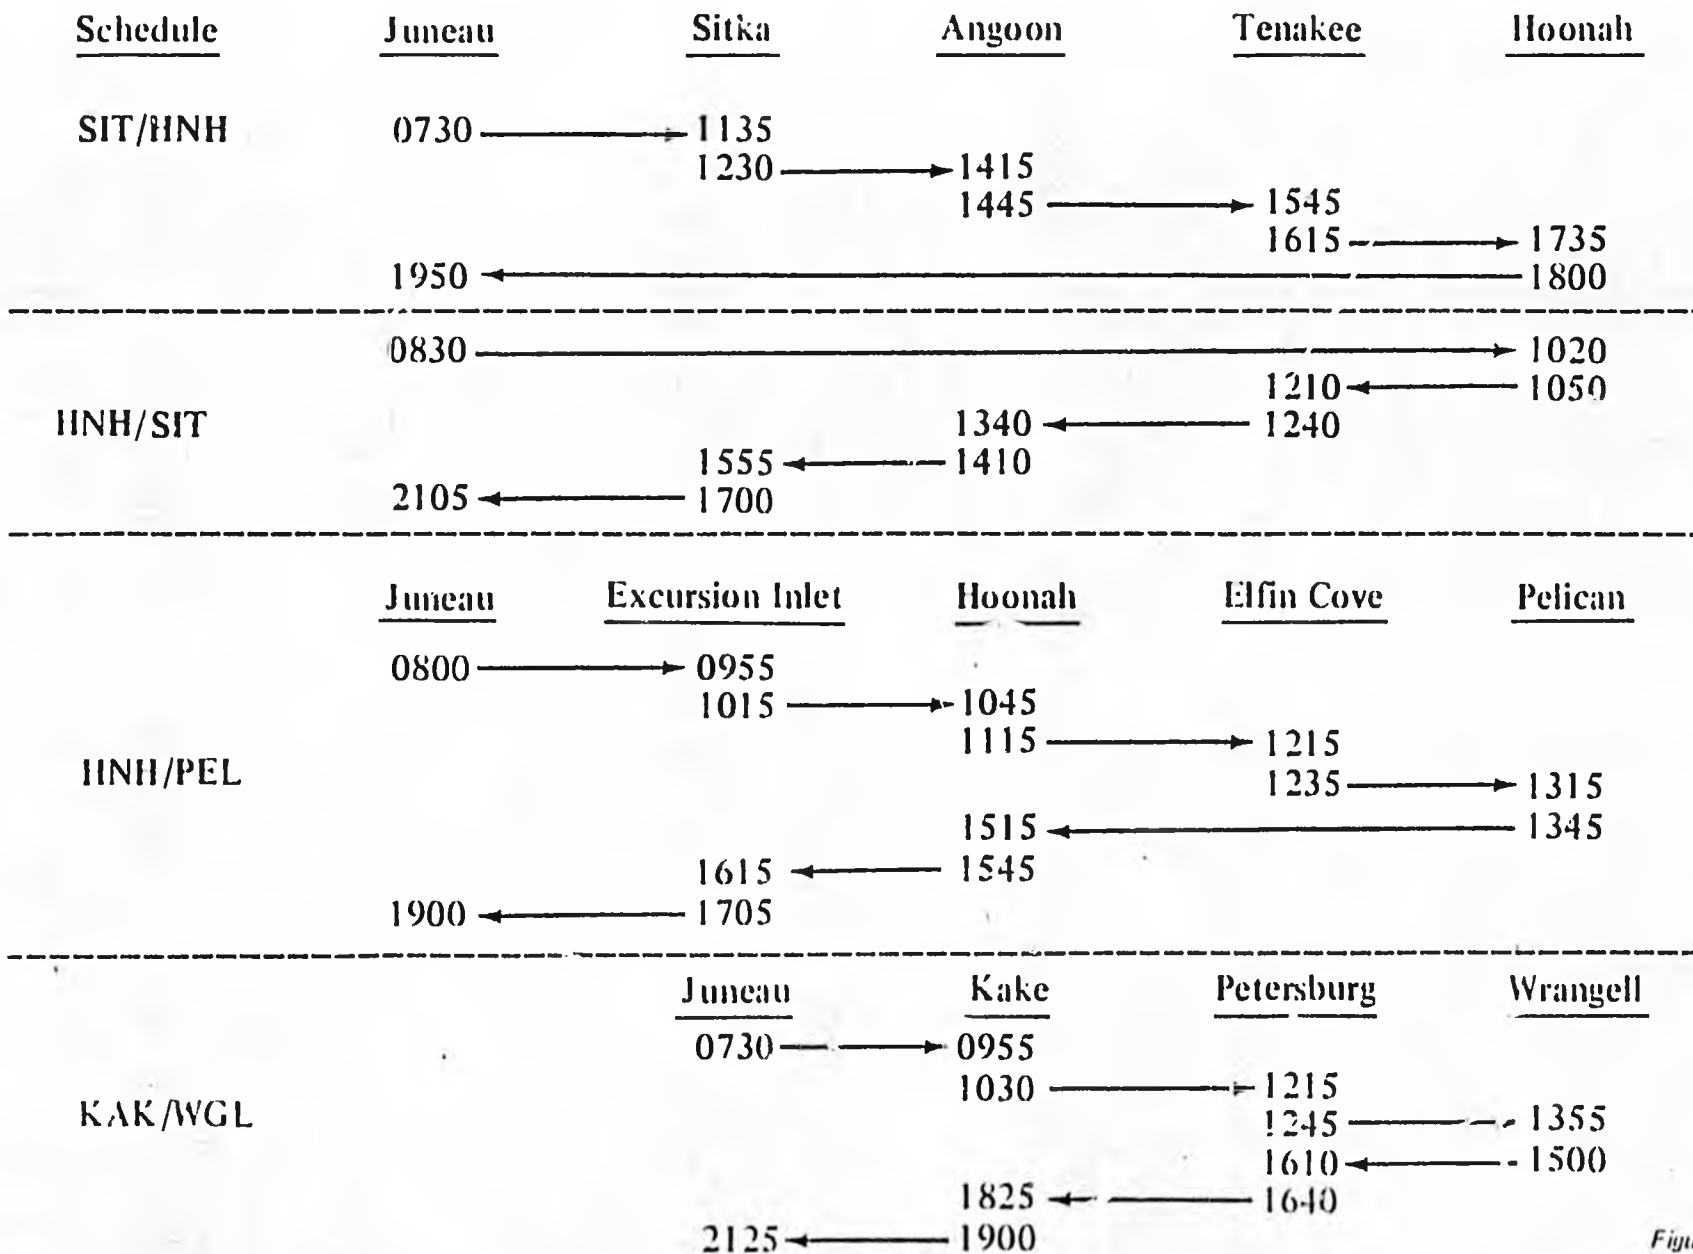 Schedule Juneau Sitka Angoon Tenakee Hoonah
SIT/HNH 0730 1135
1230 1415
1445 1545
1615 1735
1950 1800
0830 1020
1210 1050
HNH/SIT 1340 1240
1555 1410
2105 1700
Juneau Excursion Inlet Hoonah Elfin Cove Pelican
0800 0955
1015 1045
1115 1215
HNH/PEL 1235 1315
1515 1345
1615 1545
1900 1705
Juneau Kake Petersburg Wrangell
0730 0955
1030 1215
KAK/WGL 1245 1355
1610 1500
1825 1640
2125 1900